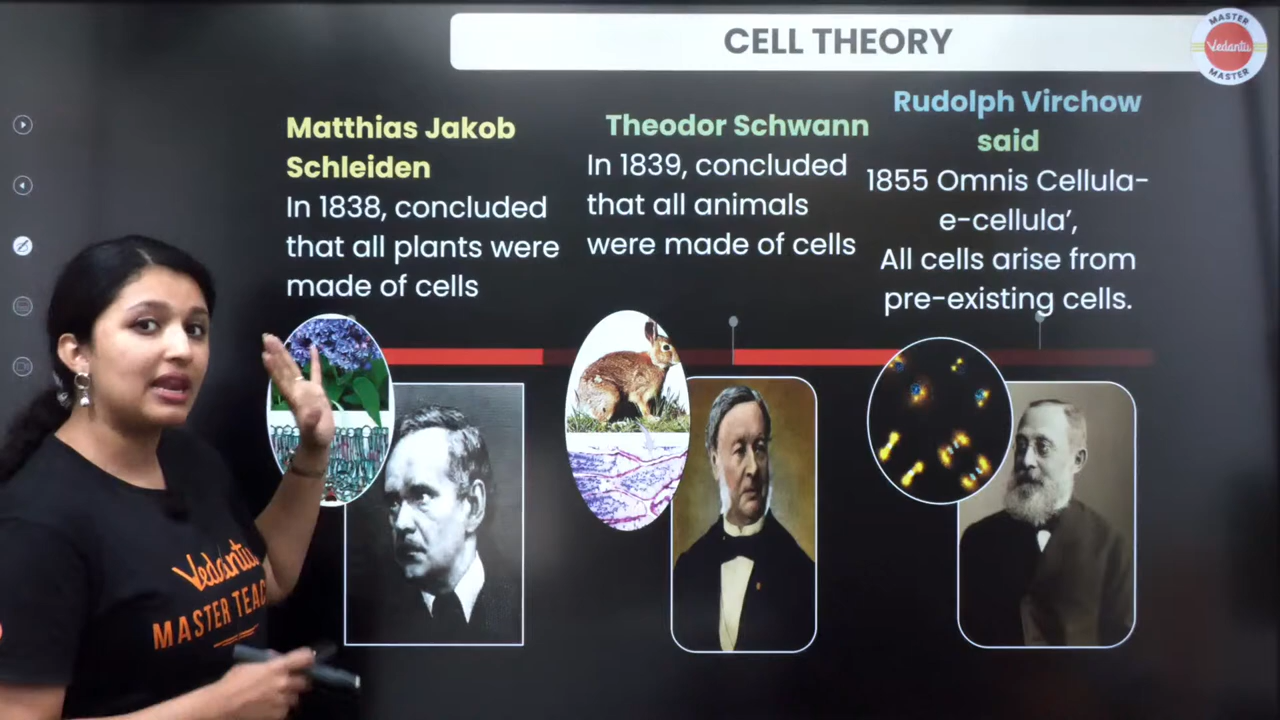 CELL THEORY
MASTER
Vedantu
MASTER
Matthias Jakob
Schleiden
In 1838, concluded
that all plants were
made of cells
Theodor Schwann
In 1839, concluded
that all animals
were made of cells
Rudolph Virchow
said
1855 Omnis Cellula-
e-cellula’,
All cells arise from
pre-existing cells.
Vedantu
MASTER TEAC